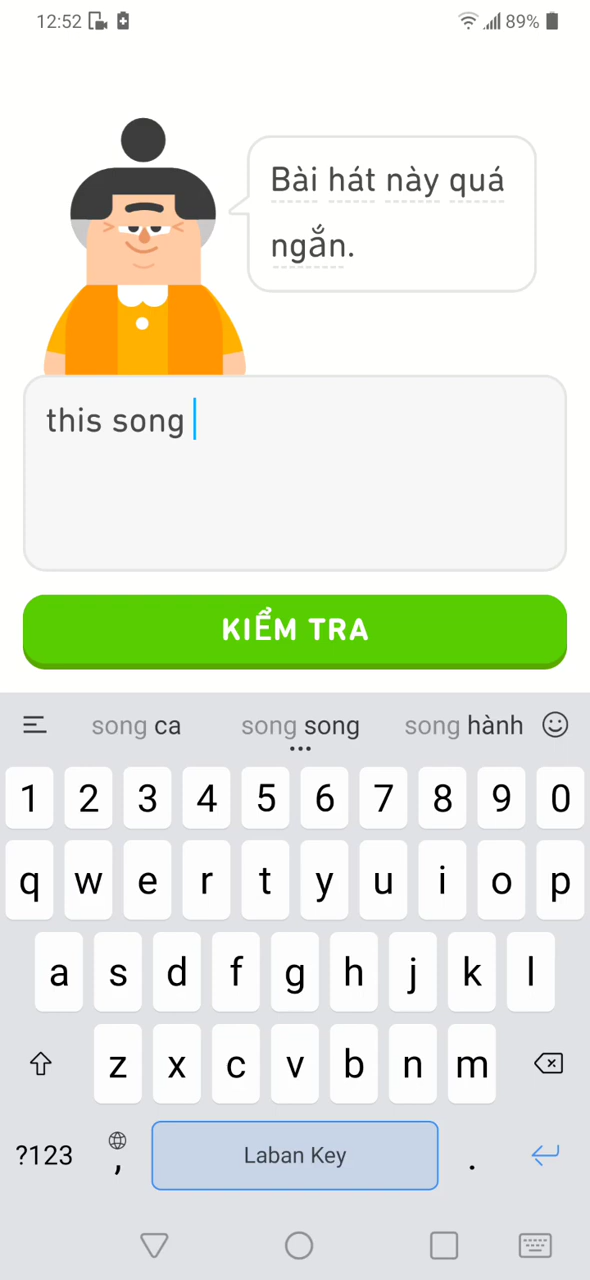 12:52 89%
Bài hát này quá
ngắn.
this song
KIỂM TRA
song ca song song song hành
1 2 3 4 5 6 7 8 9 0
q w e r t y u i o p
a s d f g h j k l
z x c v b n m
?123 , Laban Key .